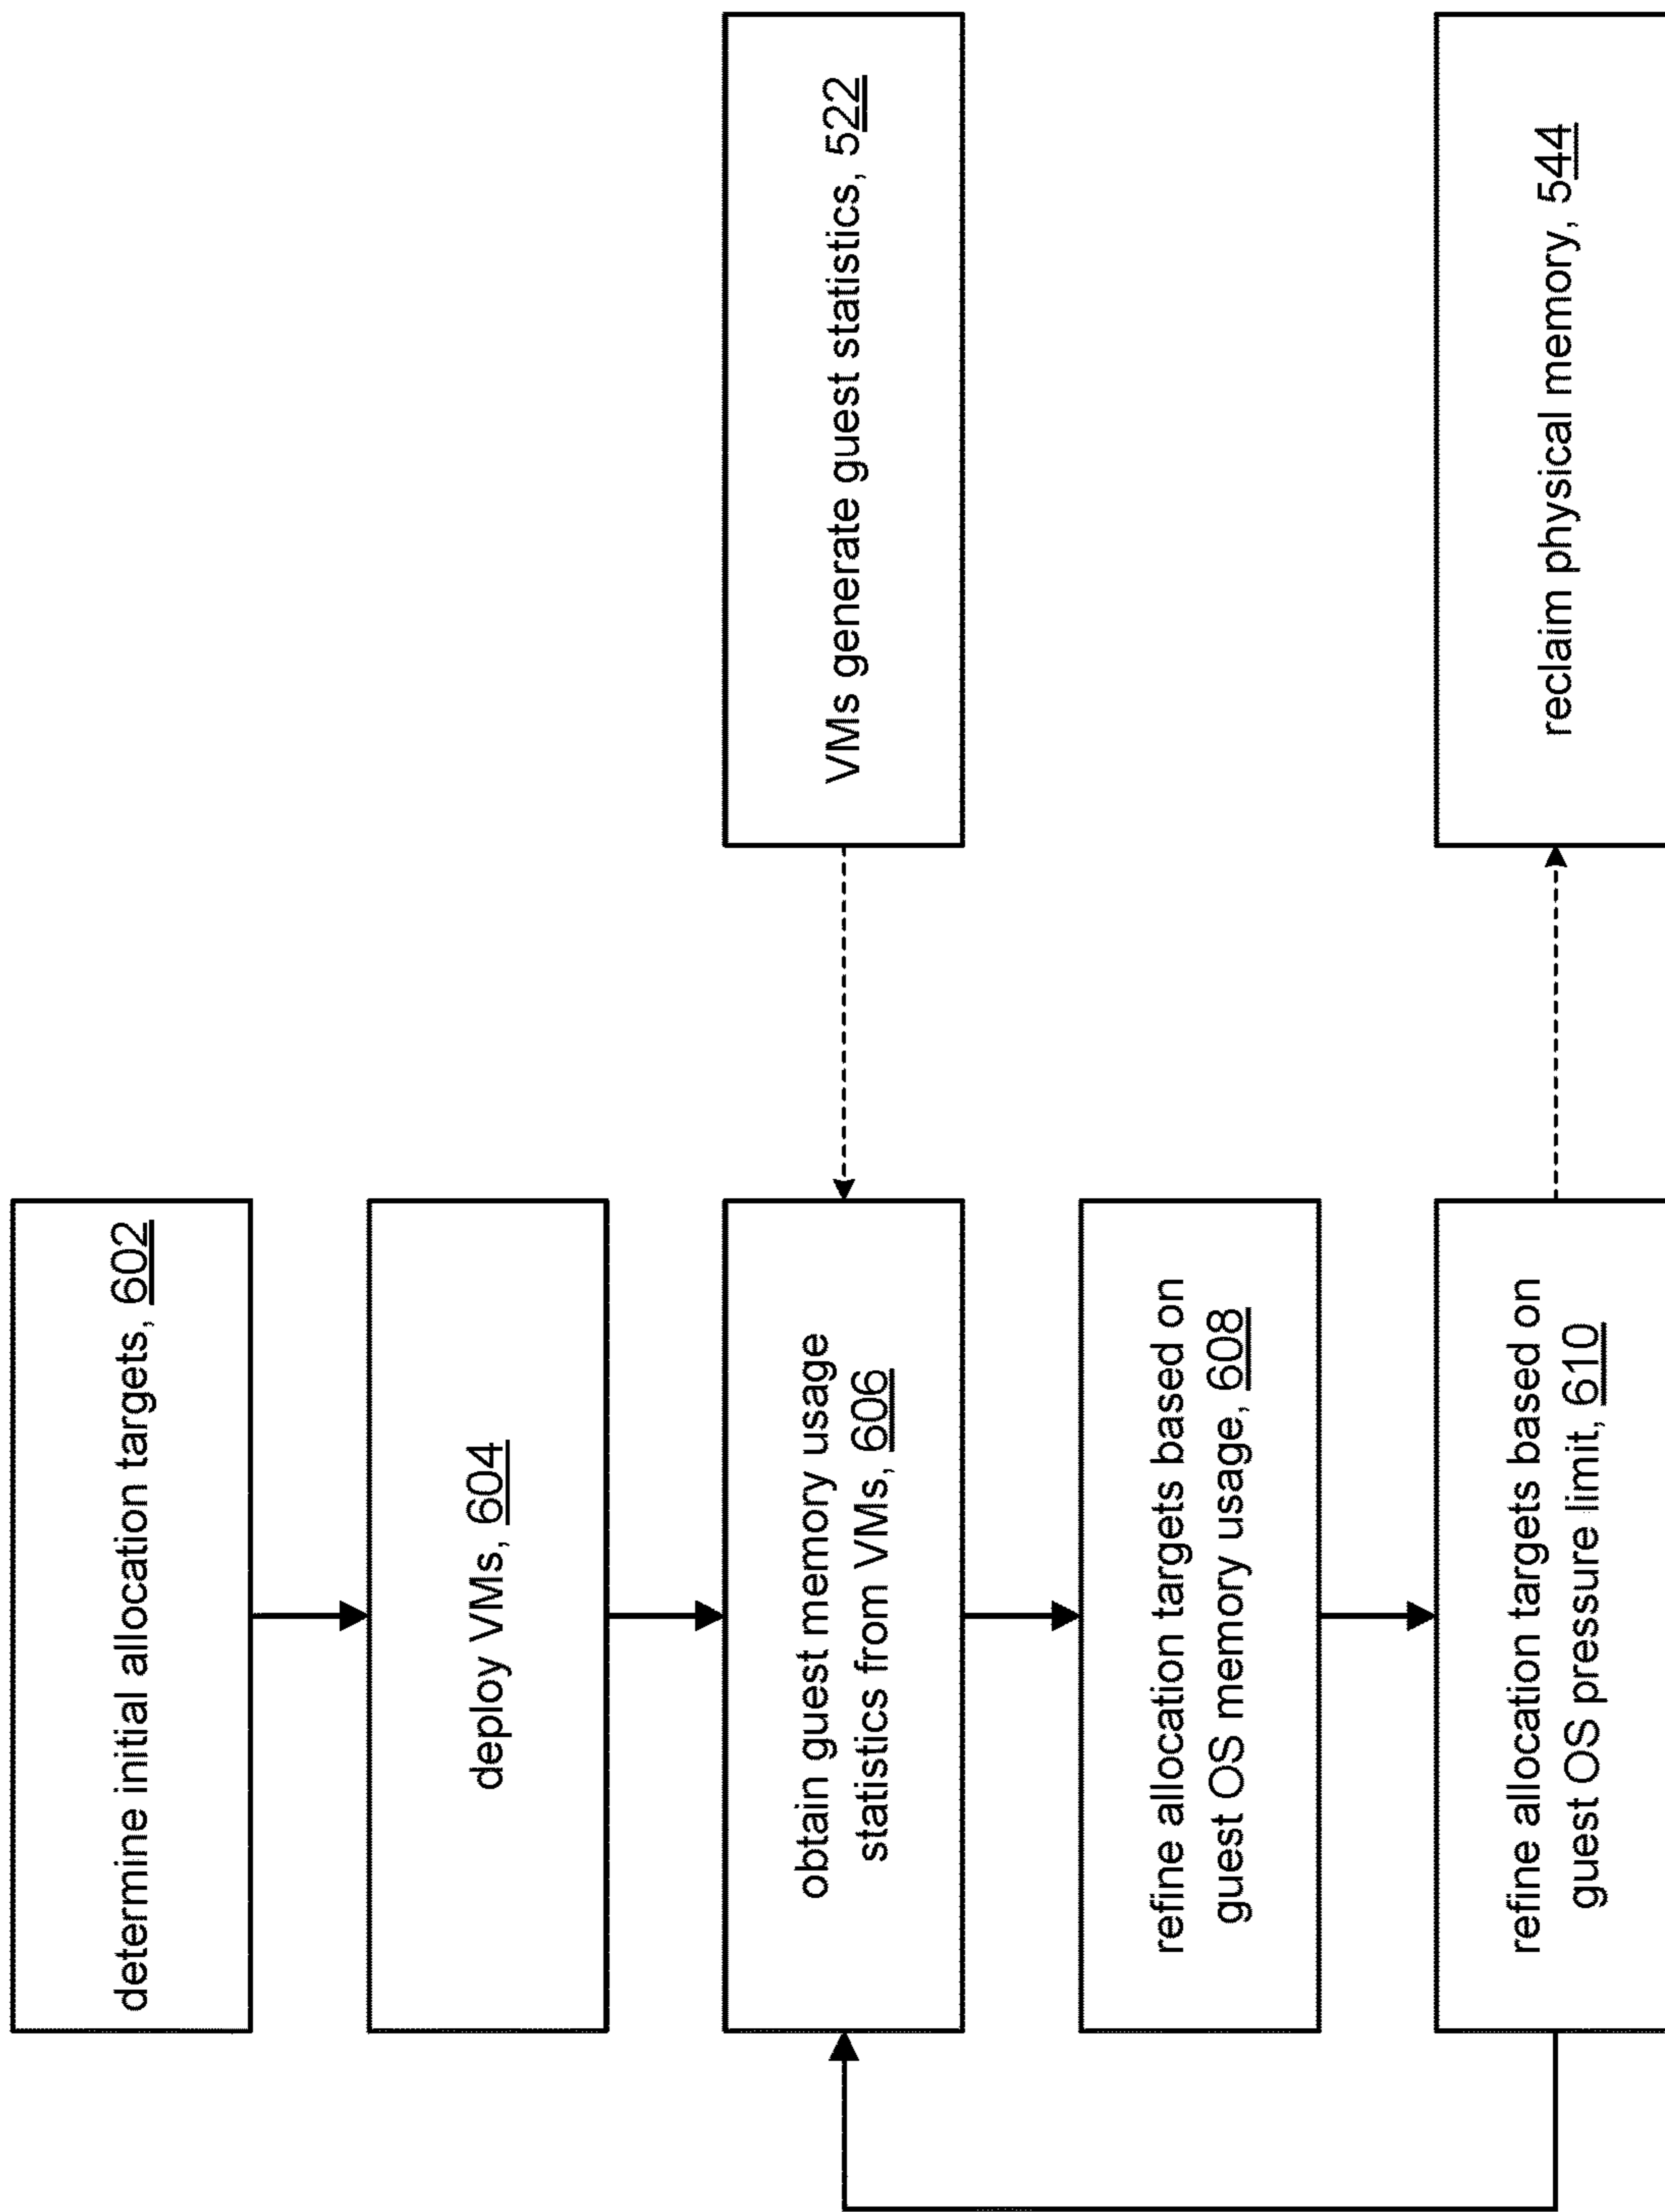 determine initial allocation targets, 602
deploy VMs, 604
obtain guest memory usage
statistics from VMs, 606
VMs generate guest statistics, 522
refine allocation targets based on
guest OS memory usage, 608
refine allocation targets based on
guest OS pressure limit, 610
reclaim physical memory, 544